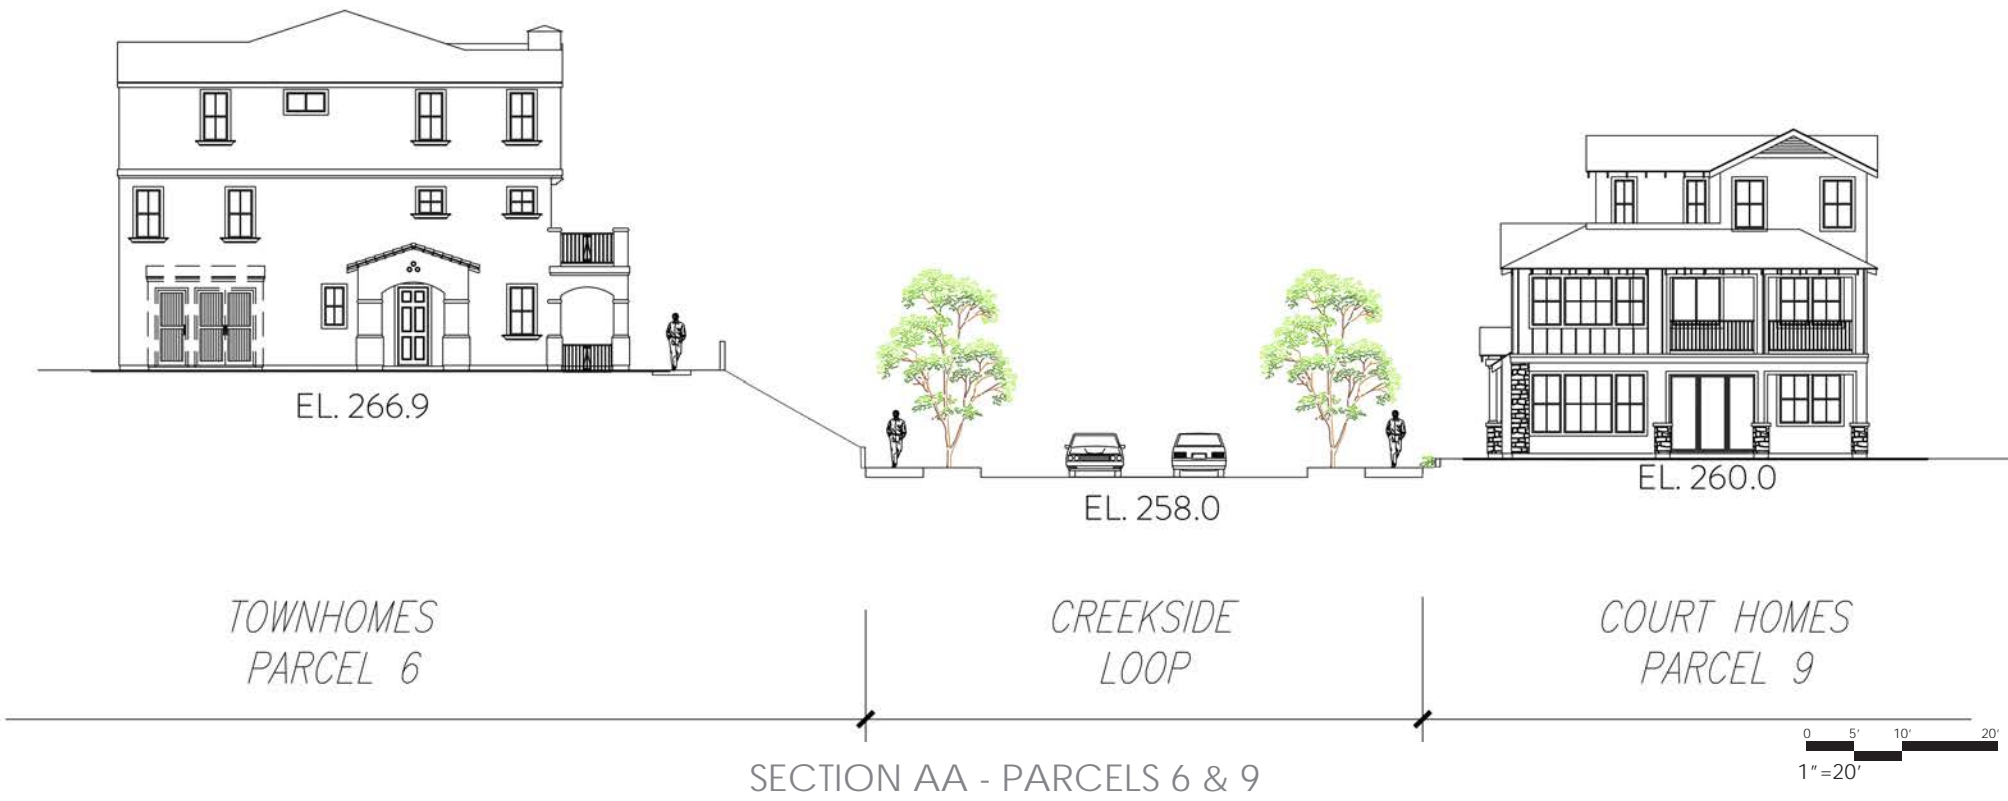 EL. 266.9
EL. 258.0
EL. 260.0
TOWNHOMES
PARCEL 6
CREEKSIDE
LOOP
COURT HOMES
PARCEL 9
0 5' 10' 20'
1"=20'
SECTION AA - PARCELS 6 & 9